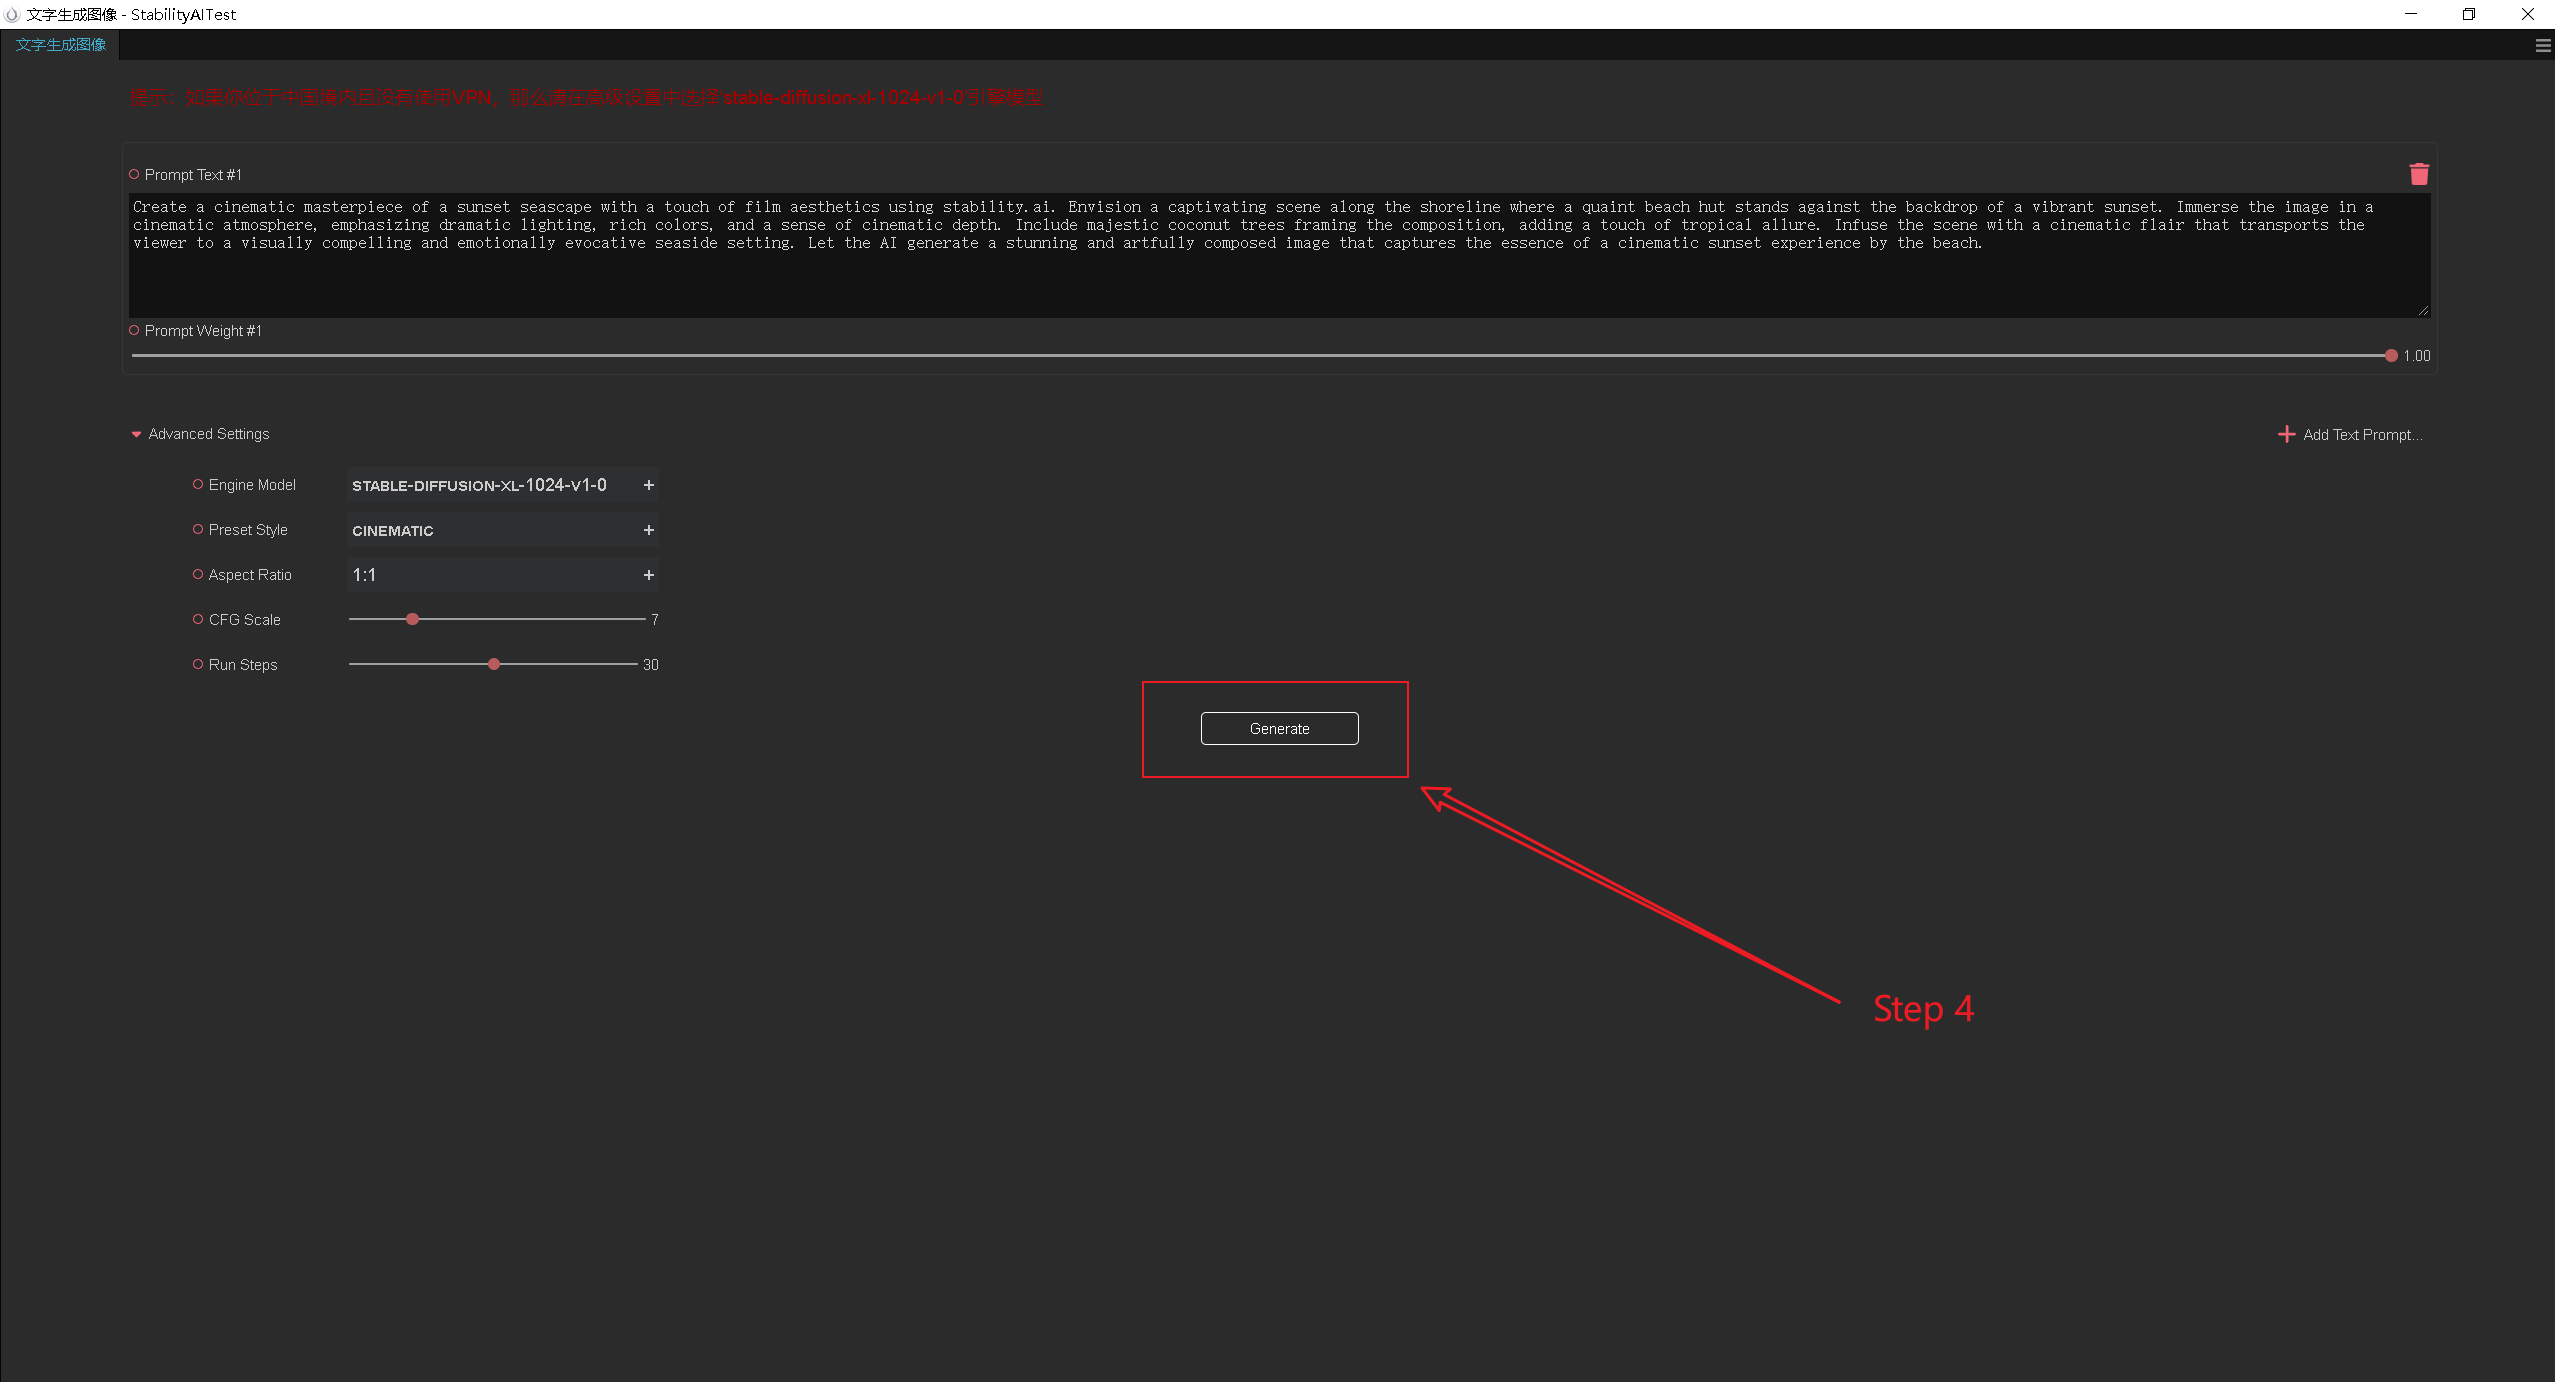 文字生成图像 - StabilityAITest
文字生成图像
提示：如果你位于中国境内且没有使用VPN，那么请在高级设置中选择'stable-diffusion-xl-1024-v1-0'引擎模型
Prompt Text #1
Create a cinematic masterpiece of a sunset seascape with a touch of film aesthetics using stability.ai. Envision a captivating scene along the shoreline where a quaint beach hut stands against the backdrop of a vibrant sunset. Immerse the image in a
cinematic atmosphere, emphasizing dramatic lighting, rich colors, and a sense of cinematic depth. Include majestic coconut trees framing the composition, adding a touch of tropical allure. Infuse the scene with a cinematic flair that transports the
viewer to a visually compelling and emotionally evocative seaside setting. Let the AI generate a stunning and artfully composed image that captures the essence of a cinematic sunset experience by the beach.
Prompt Weight #1
1.00
Advanced Settings
Add Text Prompt...
Engine Model STABLE-DIFFUSION-XL-1024-V1-0 +
Preset Style CINEMATIC +
Aspect Ratio 1:1 +
CFG Scale 7
Run Steps 30
Generate
Step 4